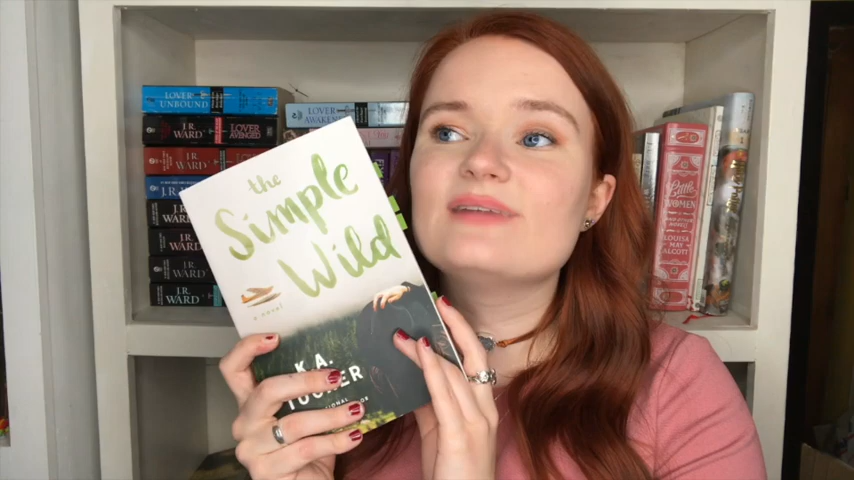 LOVER
UNBOUND
J.R.
WARD
LOVER
AVENGED
J.R.
WARD
J.R.
J.R.
WARD
J.R.
WARD
J.R. WARD
J.R. WARD
LOVER
AWAKEN
the
Simple
Wild
a novel
K.A.
TUCKER
Little
WOMEN
LOUISA
MAY
ALCOTT